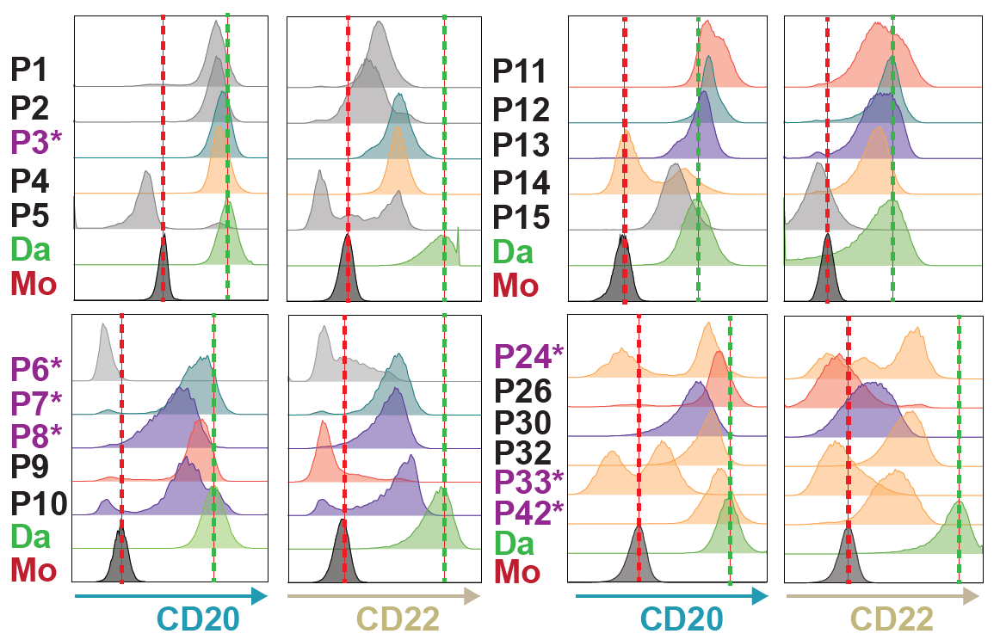 P1
P2
P3*
P4
P5
Da
Mo
P11
P12
P13
P14
P15
Da
Mo
P6*
P7*
P8*
P9
P10
Da
Mo
P24*
P26
P30
P32
P33*
P42*
Da
Mo
CD20
CD22
CD20
CD22